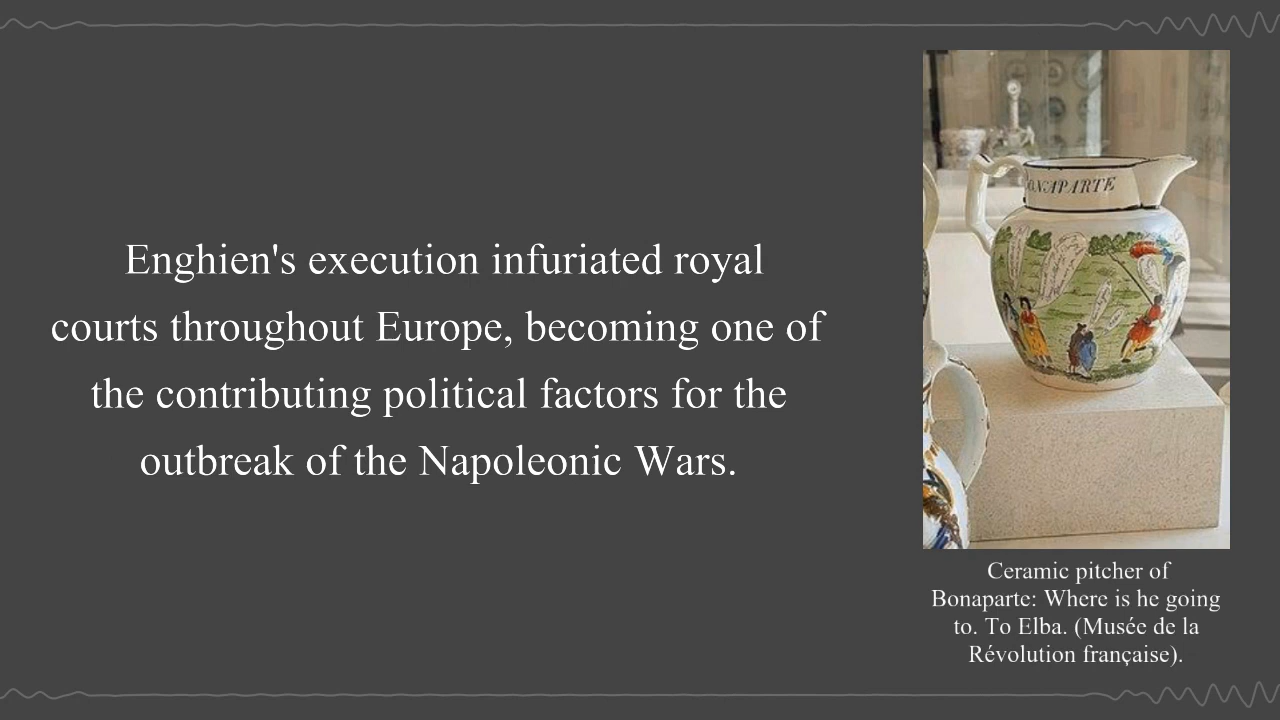 Enghien's execution infuriated royal
courts throughout Europe, becoming one of
the contributing political factors for the
outbreak of the Napoleonic Wars.
BONAPARTE
Ceramic pitcher of
Bonaparte: Where is he going
to. To Elba. (Musée de la
Révolution française).